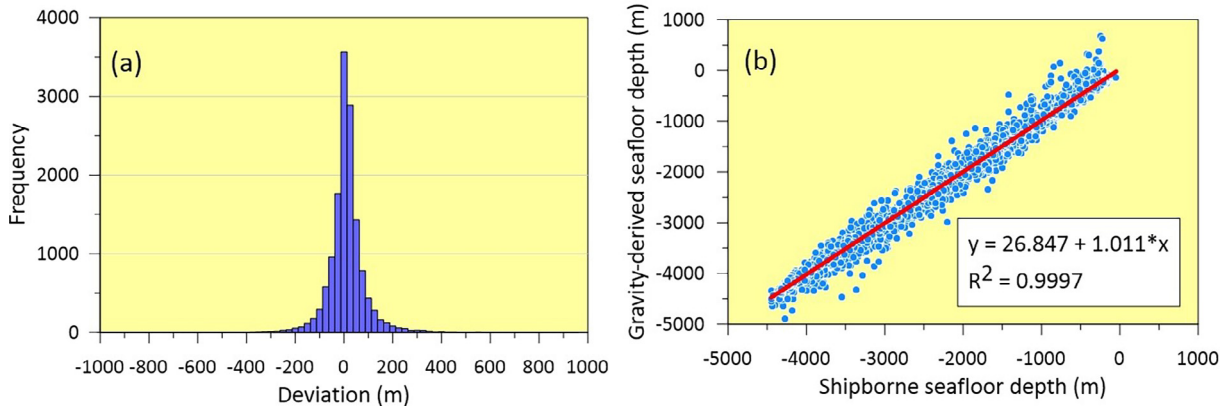 (a)
Frequency
4000
3000
2000
1000
0
-1000 -800 -600 -400 -200 0 200 400 600 800 1000
Deviation (m)
(b)
Gravity-derived seafloor depth (m)
1000
0
-1000
-2000
-3000
-4000
-5000
y = 26.847 + 1.011*x
R² = 0.9997
-5000 -4000 -3000 -2000 -1000 0 1000
Shipborne seafloor depth (m)